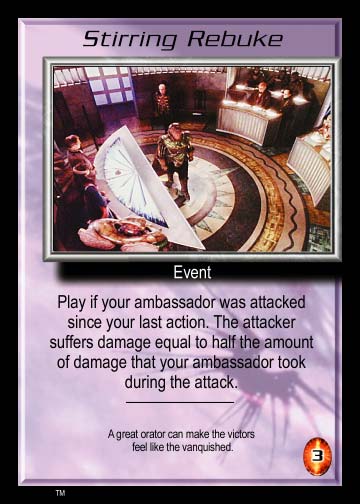 Stirring Rebuke
Event
Play if your ambassador was attacked
since your last action. The attacker
suffers damage equal to half the amount
of damage that your ambassador took
during the attack.
A great orator can make the victors
feel like the vanquished.
3
TM